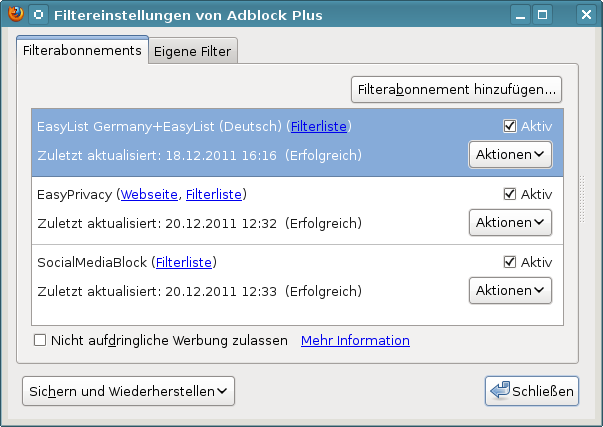 Filtereinstellungen von Adblock Plus
Filterabonnements Eigene Filter
Filterabonnement hinzufügen...
EasyList Germany+EasyList (Deutsch) (Filterliste) Aktiv
Zuletzt aktualisiert: 18.12.2011 16:16 (Erfolgreich) Aktionen
EasyPrivacy (Webseite, Filterliste) Aktiv
Zuletzt aktualisiert: 20.12.2011 12:32 (Erfolgreich) Aktionen
SocialMediaBlock (Filterliste) Aktiv
Zuletzt aktualisiert: 20.12.2011 12:33 (Erfolgreich) Aktionen
Nicht aufdringliche Werbung zulassen Mehr Information
Sichern und Wiederherstellen Schließen